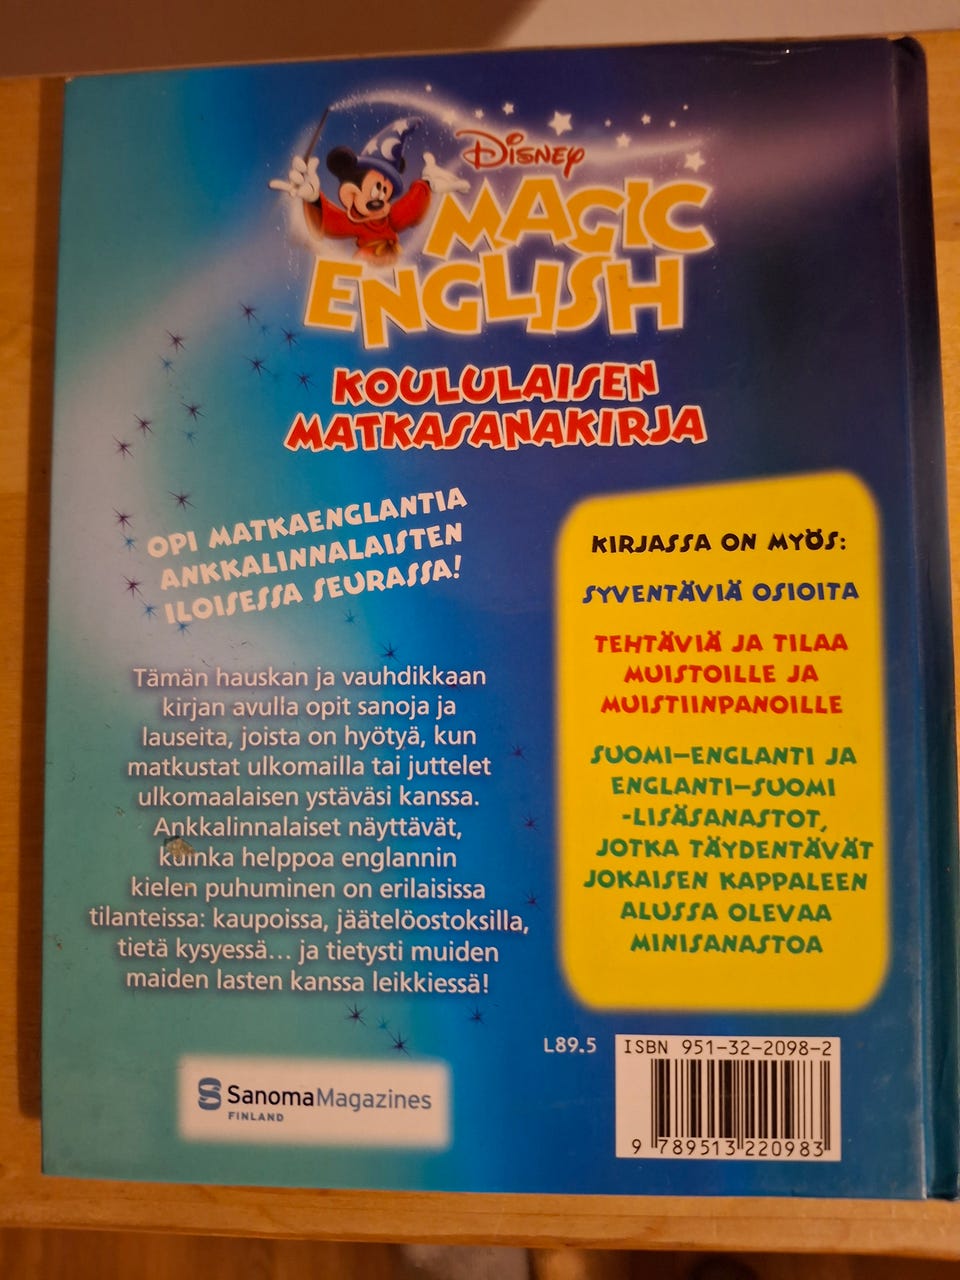 Disney
MAGIC
ENGLISH
KOULULAISEN
MATKASANAKIRJA
OPI MATKAENGLANTIA
ANKKALINNALAISTEN
ILOISESSA SEURASSA!
Tämän hauskan ja vauhdikkaan
kirjan avulla opit sanoja ja
lauseita, joista on hyötyä, kun
matkustat ulkomailla tai juttelet
ulkomaalaisen ystäväsi kanssa.
Ankkalinnalaiset näyttävät,
kuinka helppoa englannin
kielen puhuminen on erilaisissa
tilanteissa: kaupoissa, jäätelöostoksilla,
tietä kysyessä... ja tietysti muiden
maiden lasten kanssa leikkiessä!
KIRJASSA ON MYÖS:
SYVENTÄVIÄ OSIOITA
TEHTÄVIÄ JA TILAA
MUISTOILLE JA
MUISTIINPANOILLE
SUOMI–ENGLANTI JA
ENGLANTI–SUOMI
-LISÄSANASTOT,
JOTKA TÄYDENTÄVÄT
JOKAISEN KAPPALEEN
ALUSSA OLEVAA
MINISANASTOA
SanomaMagazines
FINLAND
L89.5
ISBN 951-32-2098-2
9 789513 220983